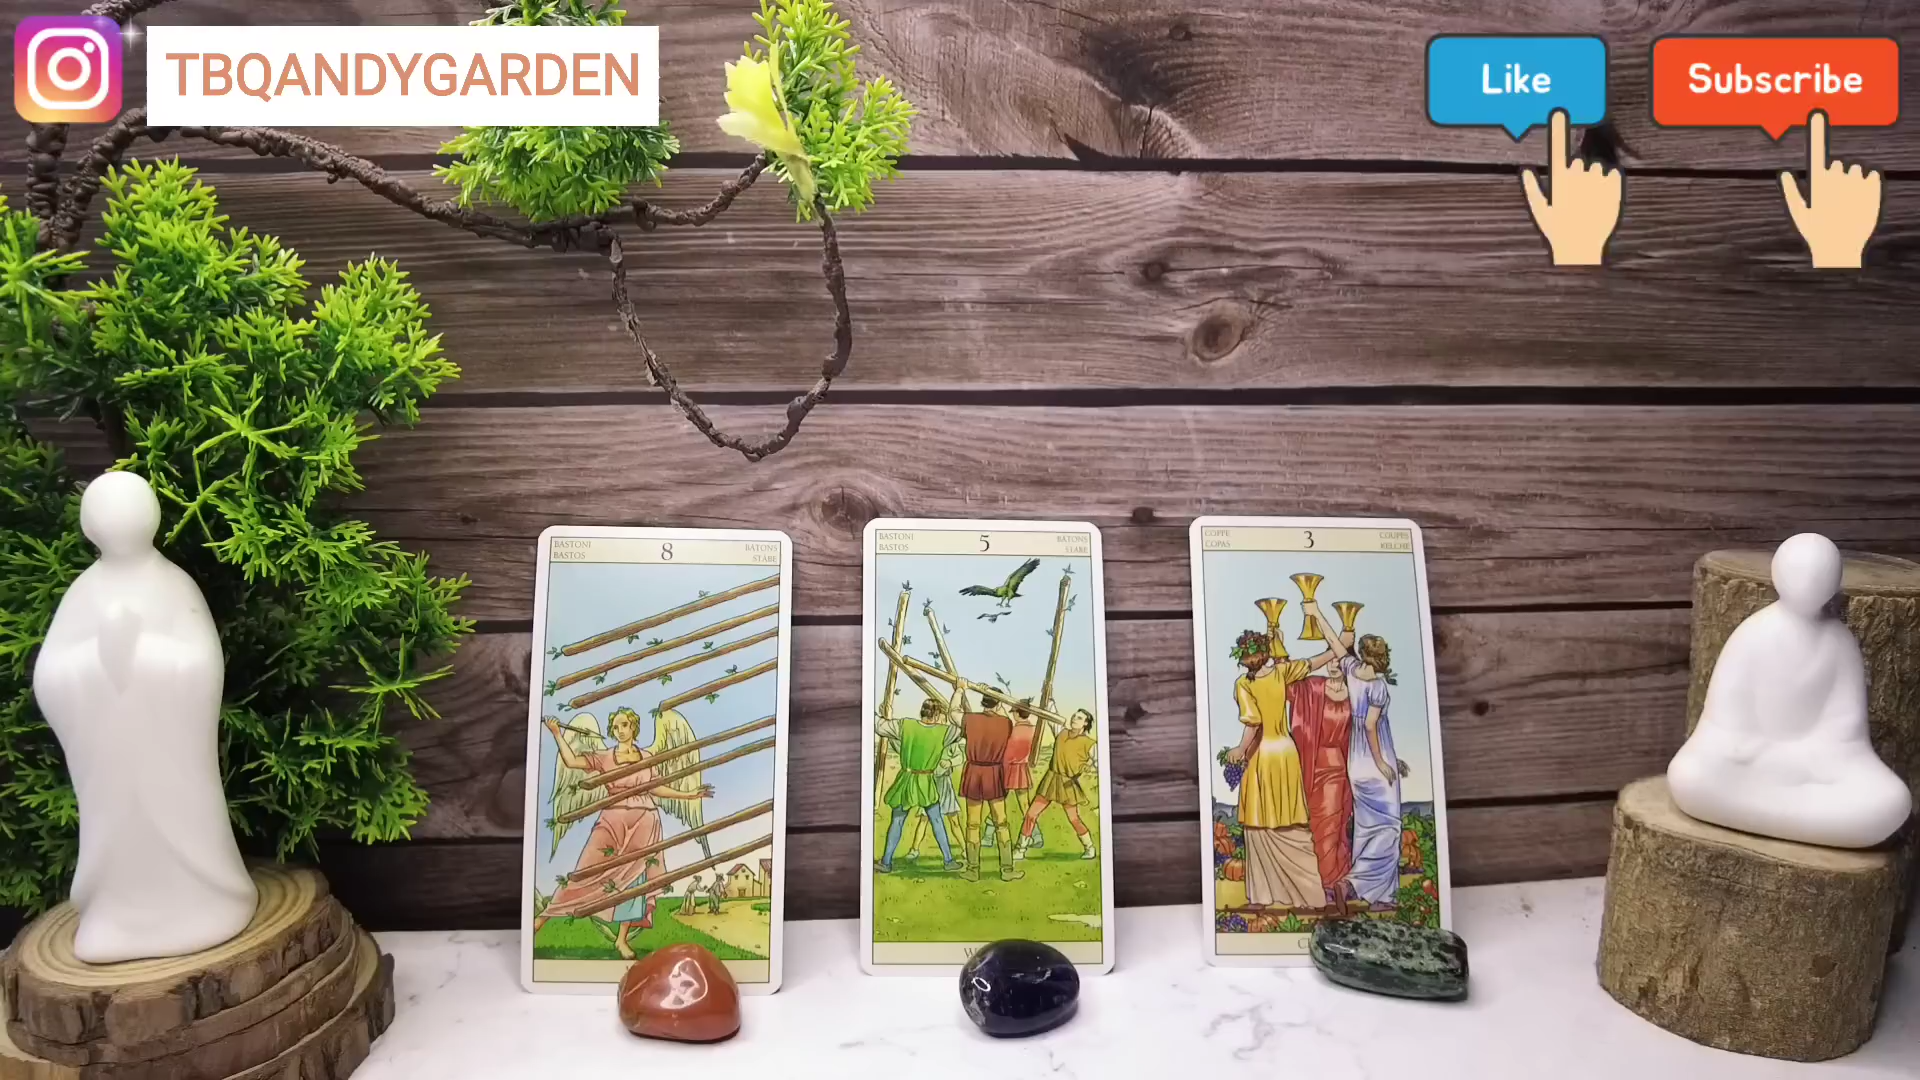 TBQANDYGARDEN
Like
Subscribe
BASTONI
BASTOS
8
BATONS
STÄBE
BASTONI
BASTOS
5
BATONS
STÄBE
COPPE
COPAS
3
COUPES
KELCHE